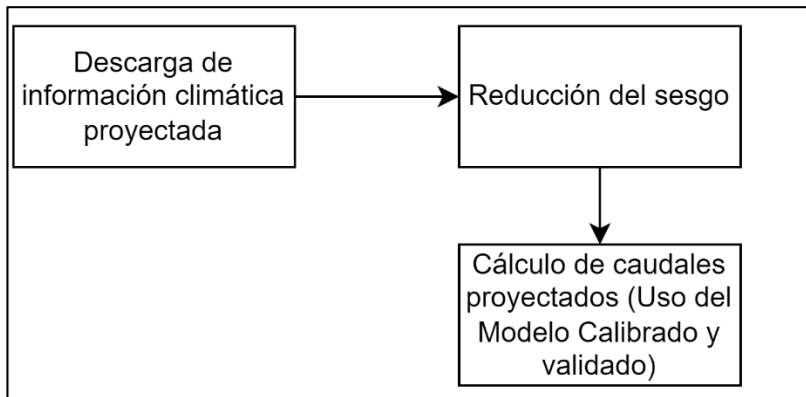 Descarga de
información climática
proyectada
Reducción del sesgo
Cálculo de caudales
proyectados (Uso del
Modelo Calibrado y
validado)